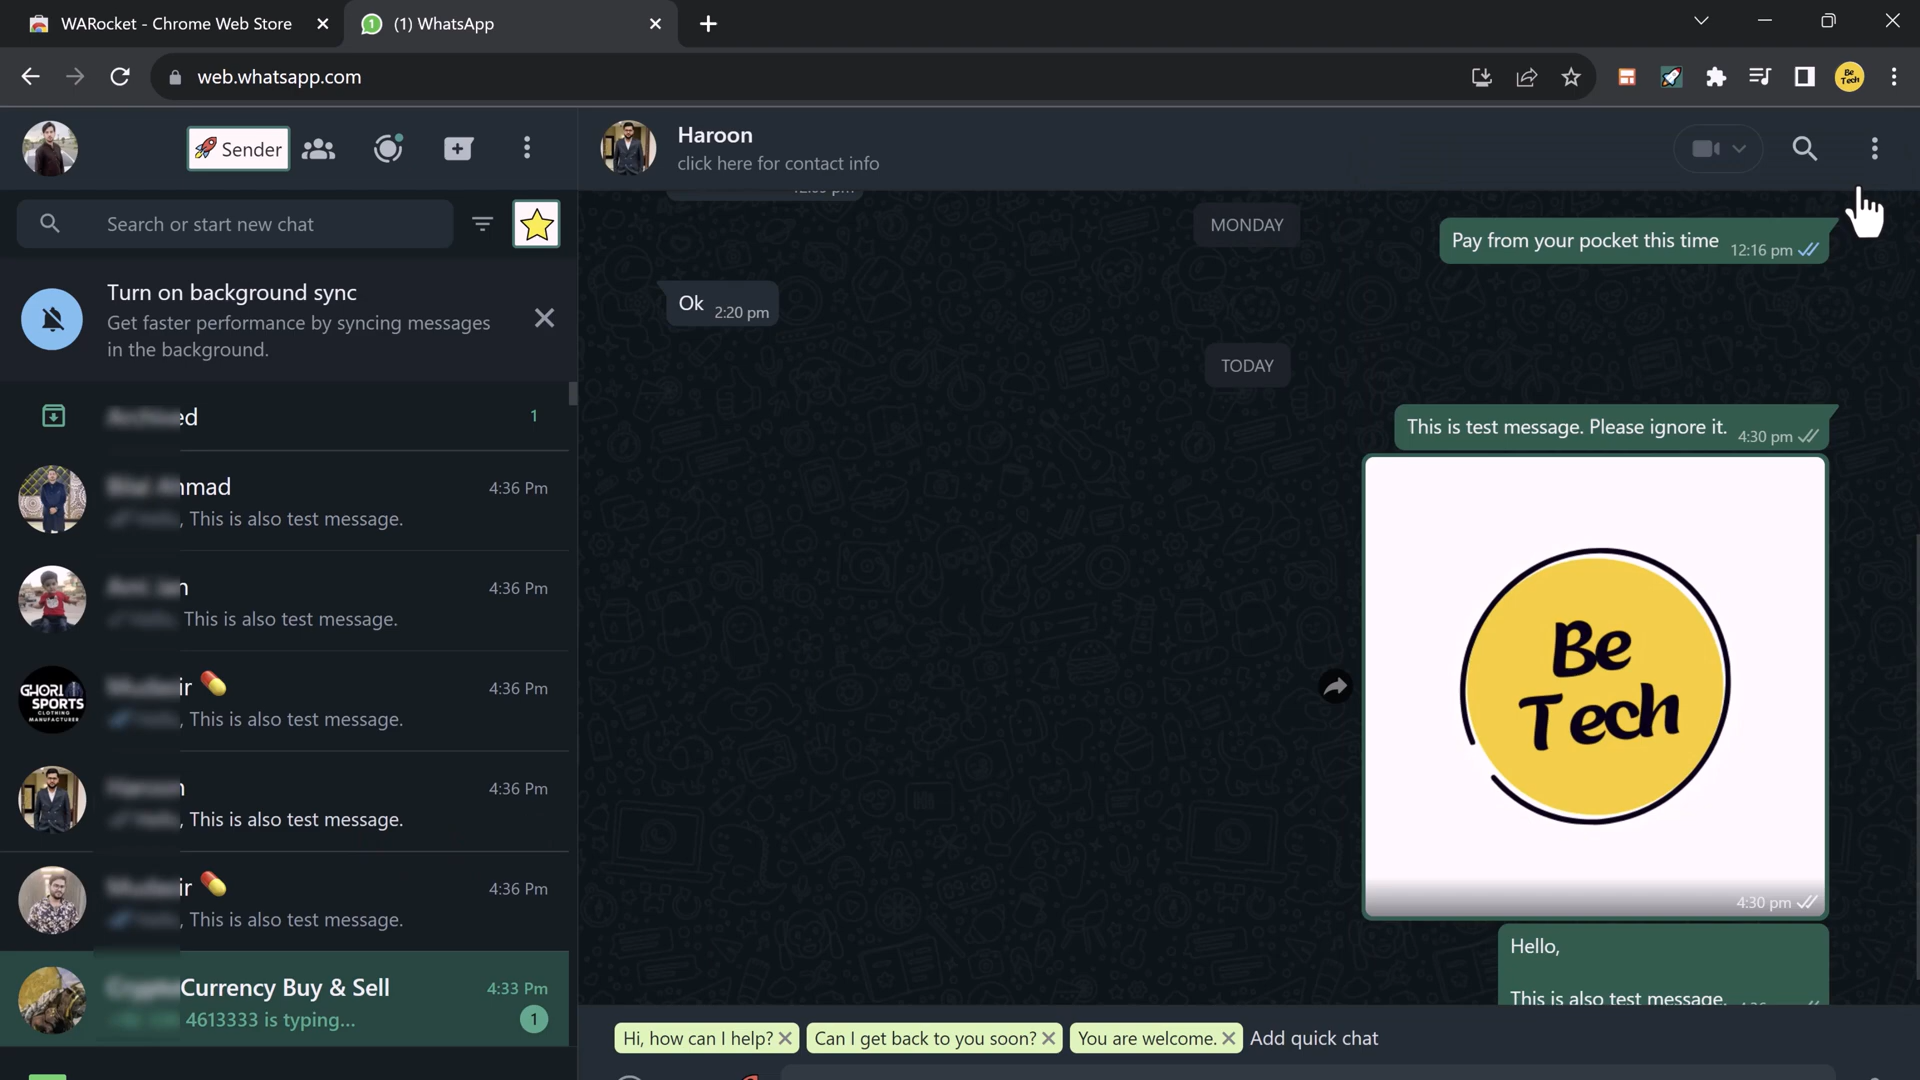 WARocket - Chrome Web Store
(1) WhatsApp
web.whatsapp.com
Be
Tech
Sender
Haroon
click here for contact info
Search or start new chat
MONDAY
Pay from your pocket this time 12:16 pm
Turn on background sync
Get faster performance by syncing messages
in the background.
Ok 2:20 pm
TODAY
Archived 1
This is test message. Please ignore it. 4:30 pm
hmad 4:36 Pm
, This is also test message.
n 4:36 Pm
This is also test message.
GHORI
SPORTS
CLOTHING
MANUFACTURER
ir 4:36 Pm
, This is also test message.
Be
Tech
4:30 pm
n 4:36 Pm
, This is also test message.
ir 4:36 Pm
, This is also test message.
Hello,
This is also test message.
Currency Buy & Sell 4:33 Pm
4613333 is typing... 1
Hi, how can I help? Can I get back to you soon? You are welcome. Add quick chat